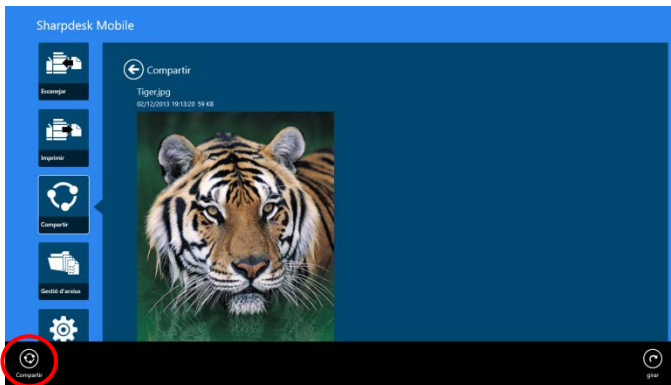 Sharpdesk Mobile
Escanejar
Imprimir
Compartir
Gestió d'arxius
Compartir
Tiger.jpg
02/12/2013 19:13:20 59 KB
Compartir
girar